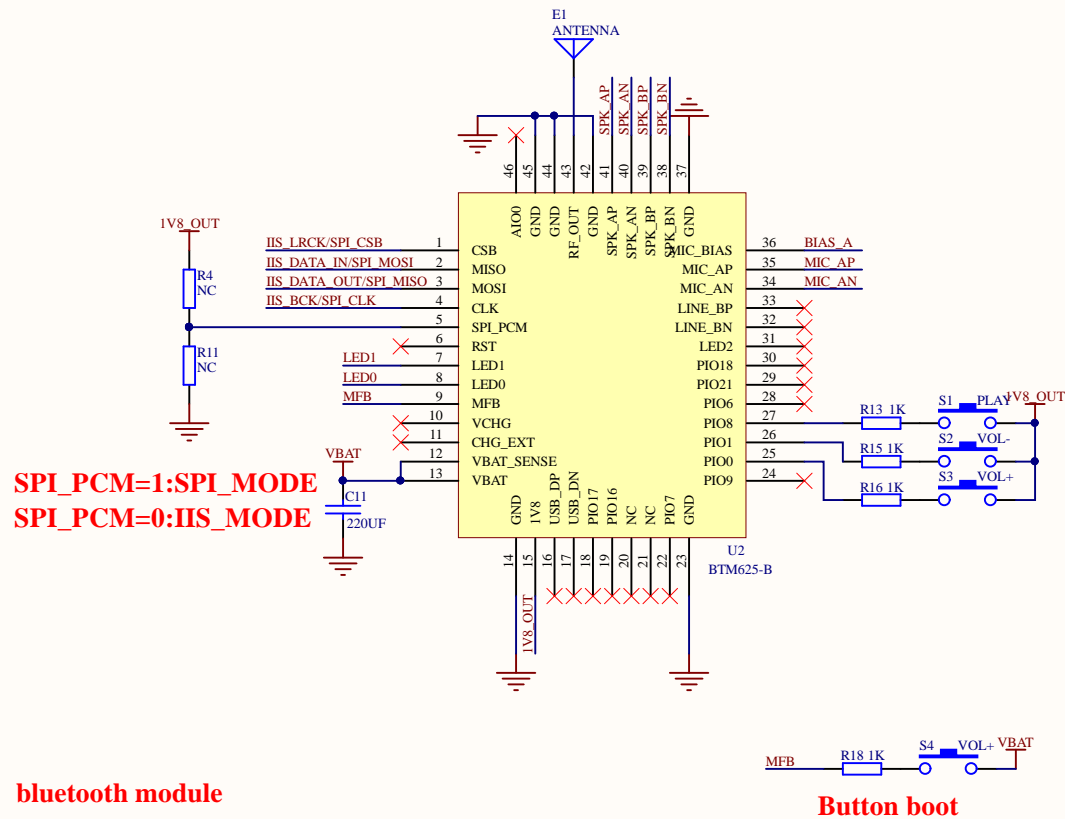 E1
ANTENNA
SPK_AP
SPK_AN
SPK_BP
SPK_BN
46
45
44
43
42
41
40
39
38
37
AIO0
GND
GND
RF_OUT
GND
SPK_AP
SPK_AN
SPK_BP
SPK_BN
GND
1V8_OUT
R4
NC
R11
NC
IIS_LRCK/SPI_CSB 1 CSB
IIS_DATA_IN/SPI_MOSI 2 MISO
IIS_DATA_OUT/SPI_MISO 3 MOSI
IIS_BCK/SPI_CLK 4 CLK
5 SPI_PCM
6 RST
LED1 7 LED1
LED0 8 LED0
MFB 9 MFB
10 VCHG
11 CHG_EXT
12 VBAT_SENSE
13 VBAT
VBAT
C11
220UF
MIC_BIAS 36 BIAS_A
MIC_AP 35 MIC_AP
MIC_AN 34 MIC_AN
LINE_BP 33
LINE_BN 32
LED2 31
PIO18 30
PIO21 29
PIO6 28
PIO8 27
PIO1 26
PIO0 25
PIO9 24
R13 1K S1 PLAY
1V8_OUT
R15 1K S2 VOL-
R16 1K S3 VOL+
SPI_PCM=1:SPI_MODE
SPI_PCM=0:IIS_MODE
GND
1V8
USB_DP
USB_DN
PIO17
PIO16
NC
NC
PIO7
GND
14
15
16
17
18
19
20
21
22
23
U2
BTM625-B
1V8_OUT
MFB R18 1K S4 VOL+ VBAT
bluetooth module
Button boot